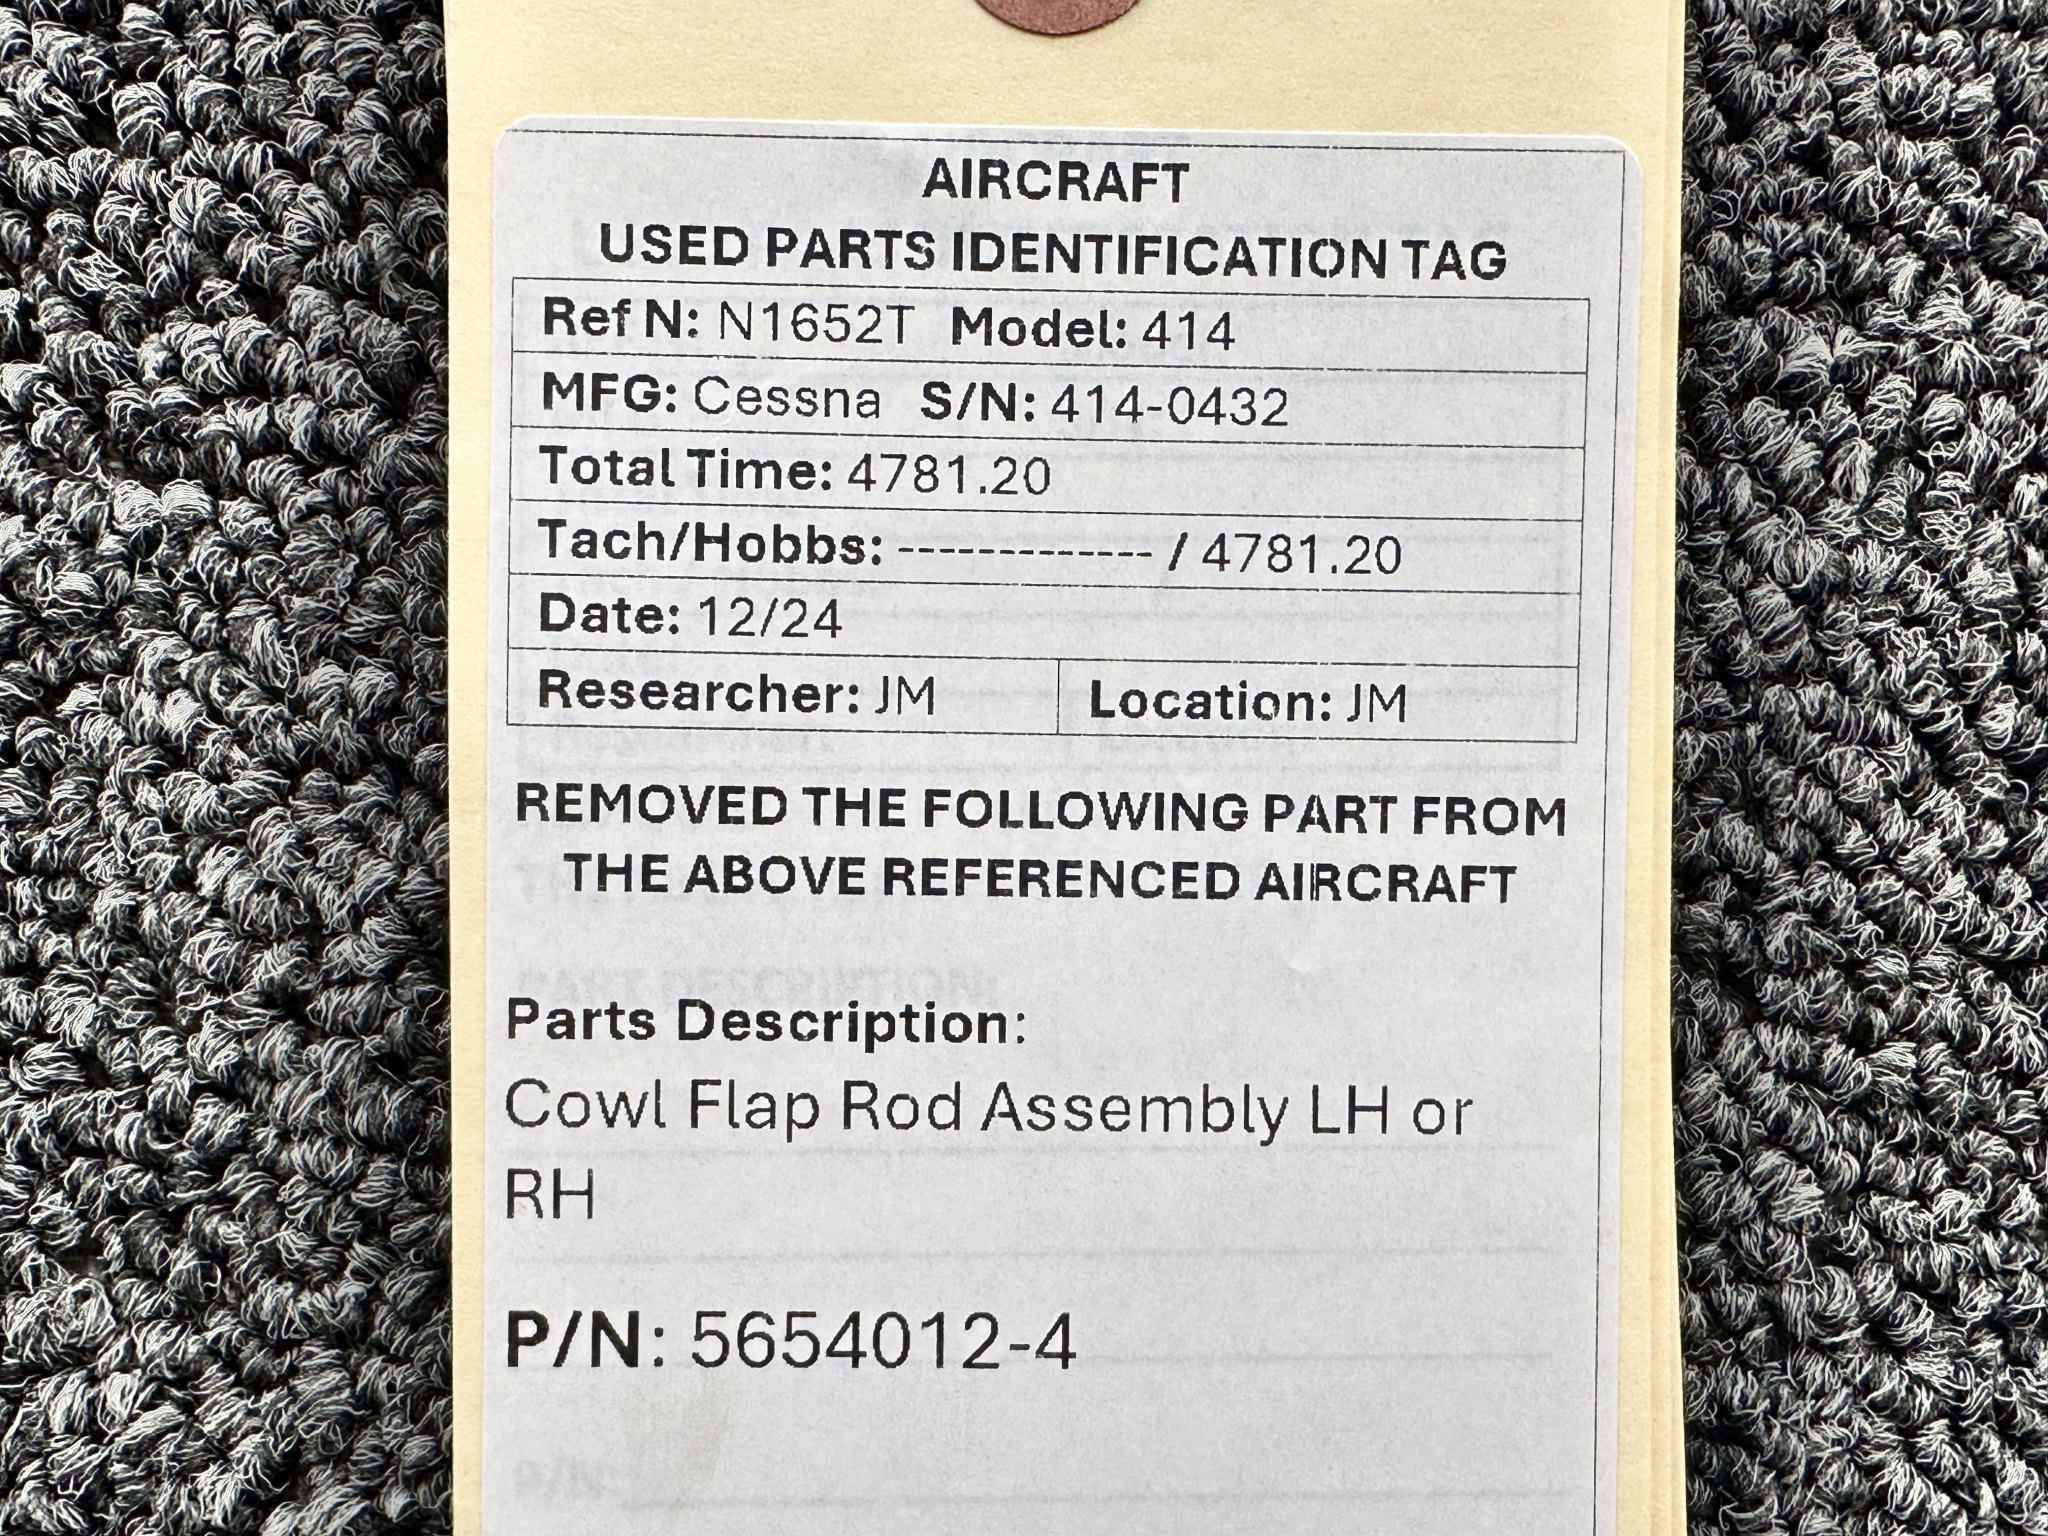 AIRCRAFT
USED PARTS IDENTIFICATION TAG
Ref N: N1652T Model: 414
MFG: Cessna S/N: 414-0432
Total Time: 4781.20
Tach/Hobbs: ------------- / 4781.20
Date: 12/24
Researcher: JM Location: JM
REMOVED THE FOLLOWING PART FROM
THE ABOVE REFERENCED AIRCRAFT
PART DESCRIPTION:
Parts Description:
Cowl Flap Rod Assembly LH or
RH
P/N: 5654012-4
P/N: